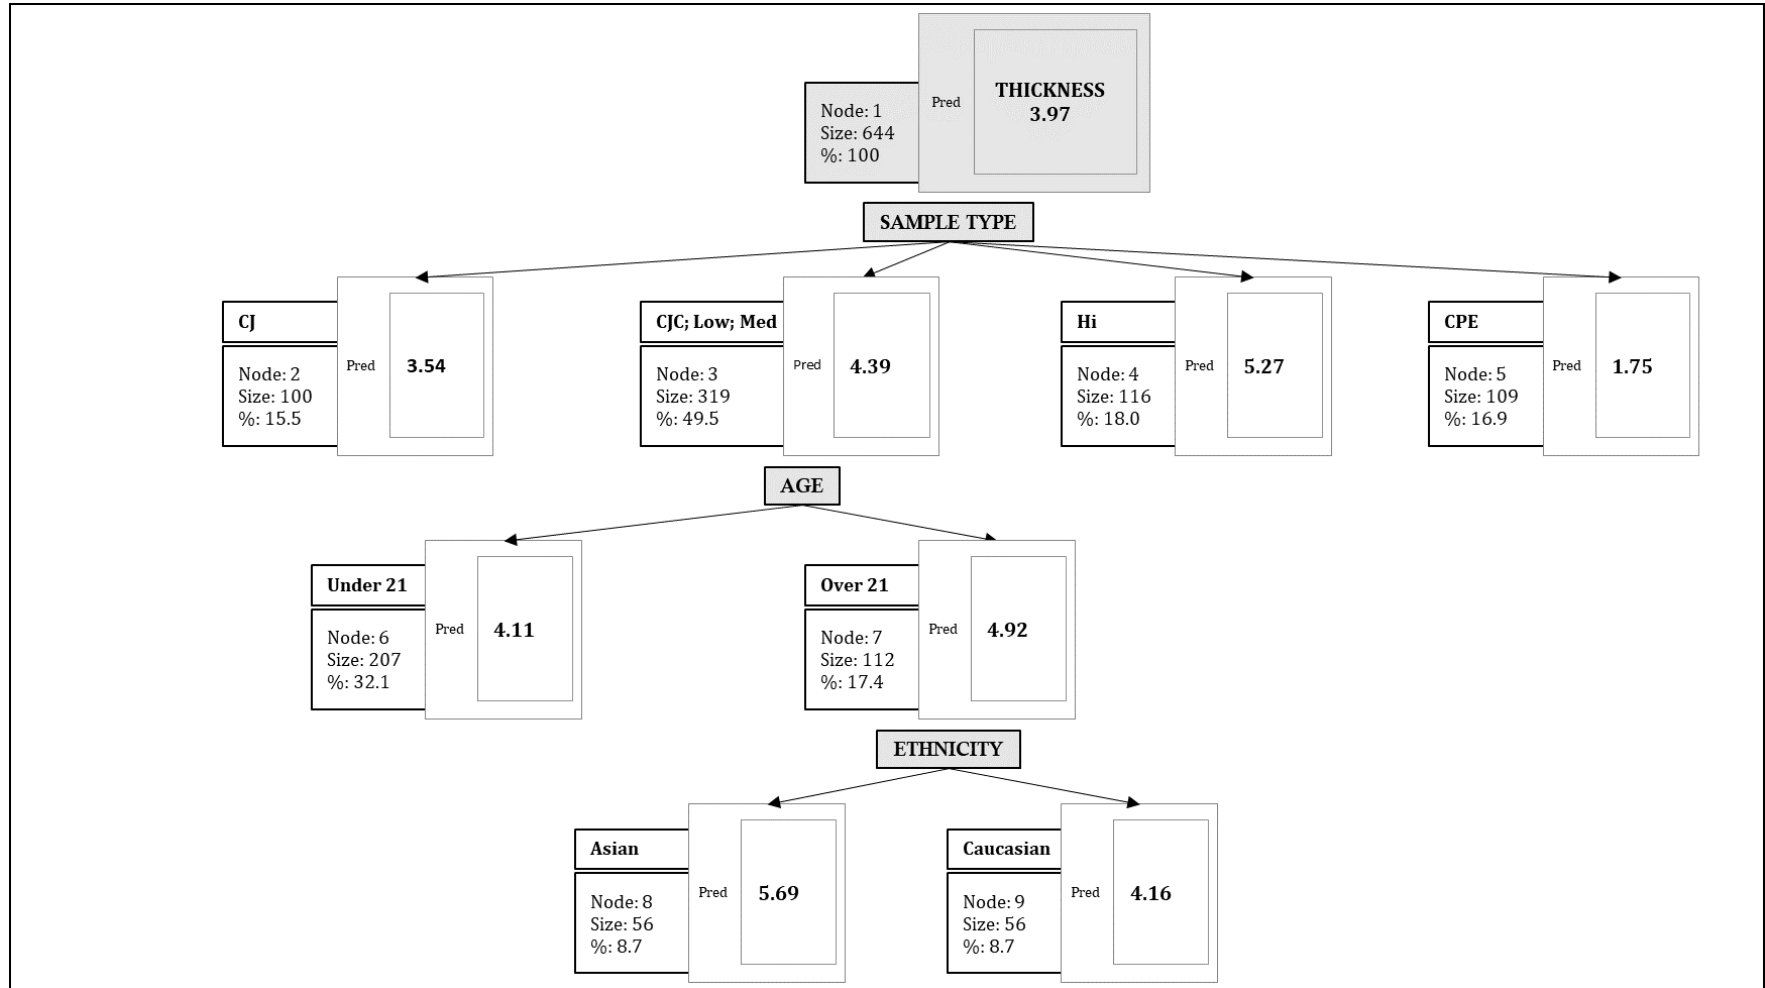 THICKNESS
3.97
Pred
Node: 1
Size: 644
%: 100
SAMPLE TYPE
CJ
Node: 2
Size: 100
%: 15.5
Pred
3.54
CJC; Low; Med
Node: 3
Size: 319
%: 49.5
Pred
4.39
Hi
Node: 4
Size: 116
%: 18.0
Pred
5.27
CPE
Node: 5
Size: 109
%: 16.9
Pred
1.75
AGE
Under 21
Node: 6
Size: 207
%: 32.1
Pred
4.11
Over 21
Node: 7
Size: 112
%: 17.4
Pred
4.92
ETHNICITY
Asian
Node: 8
Size: 56
%: 8.7
Pred
5.69
Caucasian
Node: 9
Size: 56
%: 8.7
Pred
4.16